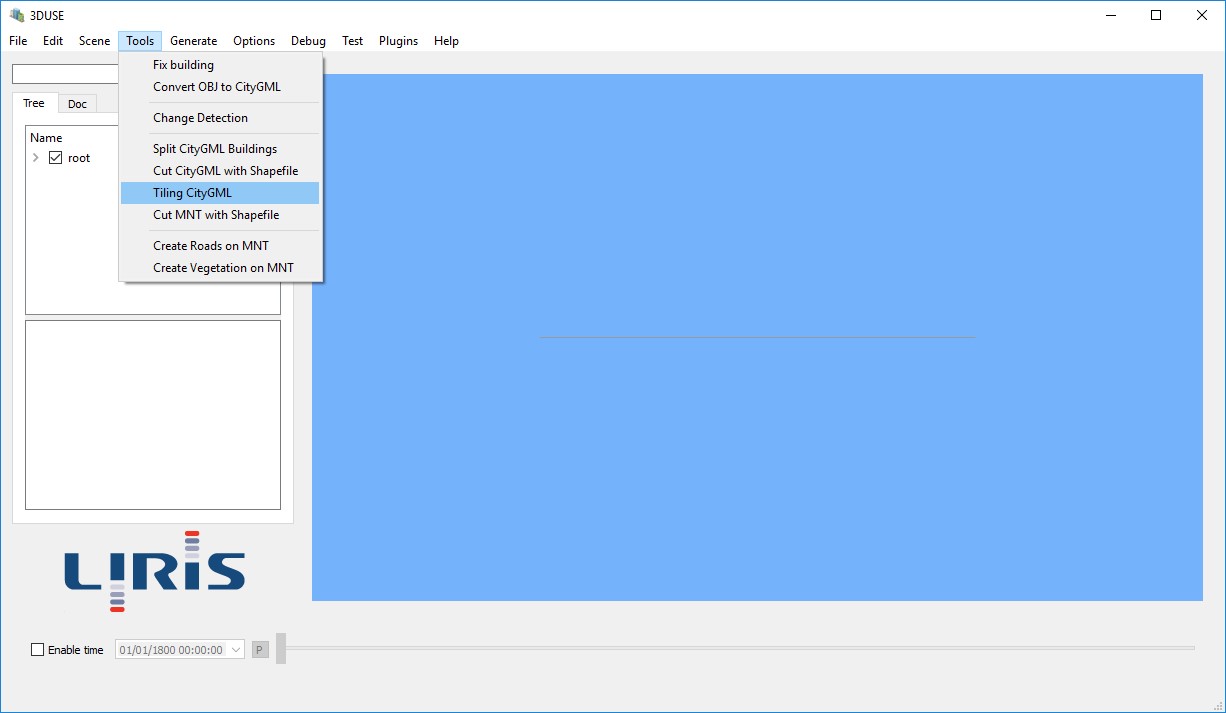 3DUSE
File Edit Scene Tools Generate Options Debug Test Plugins Help
Fix building
Convert OBJ to CityGML
Change Detection
Split CityGML Buildings
Cut CityGML with Shapefile
Tiling CityGML
Cut MNT with Shapefile
Create Roads on MNT
Create Vegetation on MNT
Tree Doc
Name
root
LIRIS
Enable time 01/01/1800 00:00:00 P